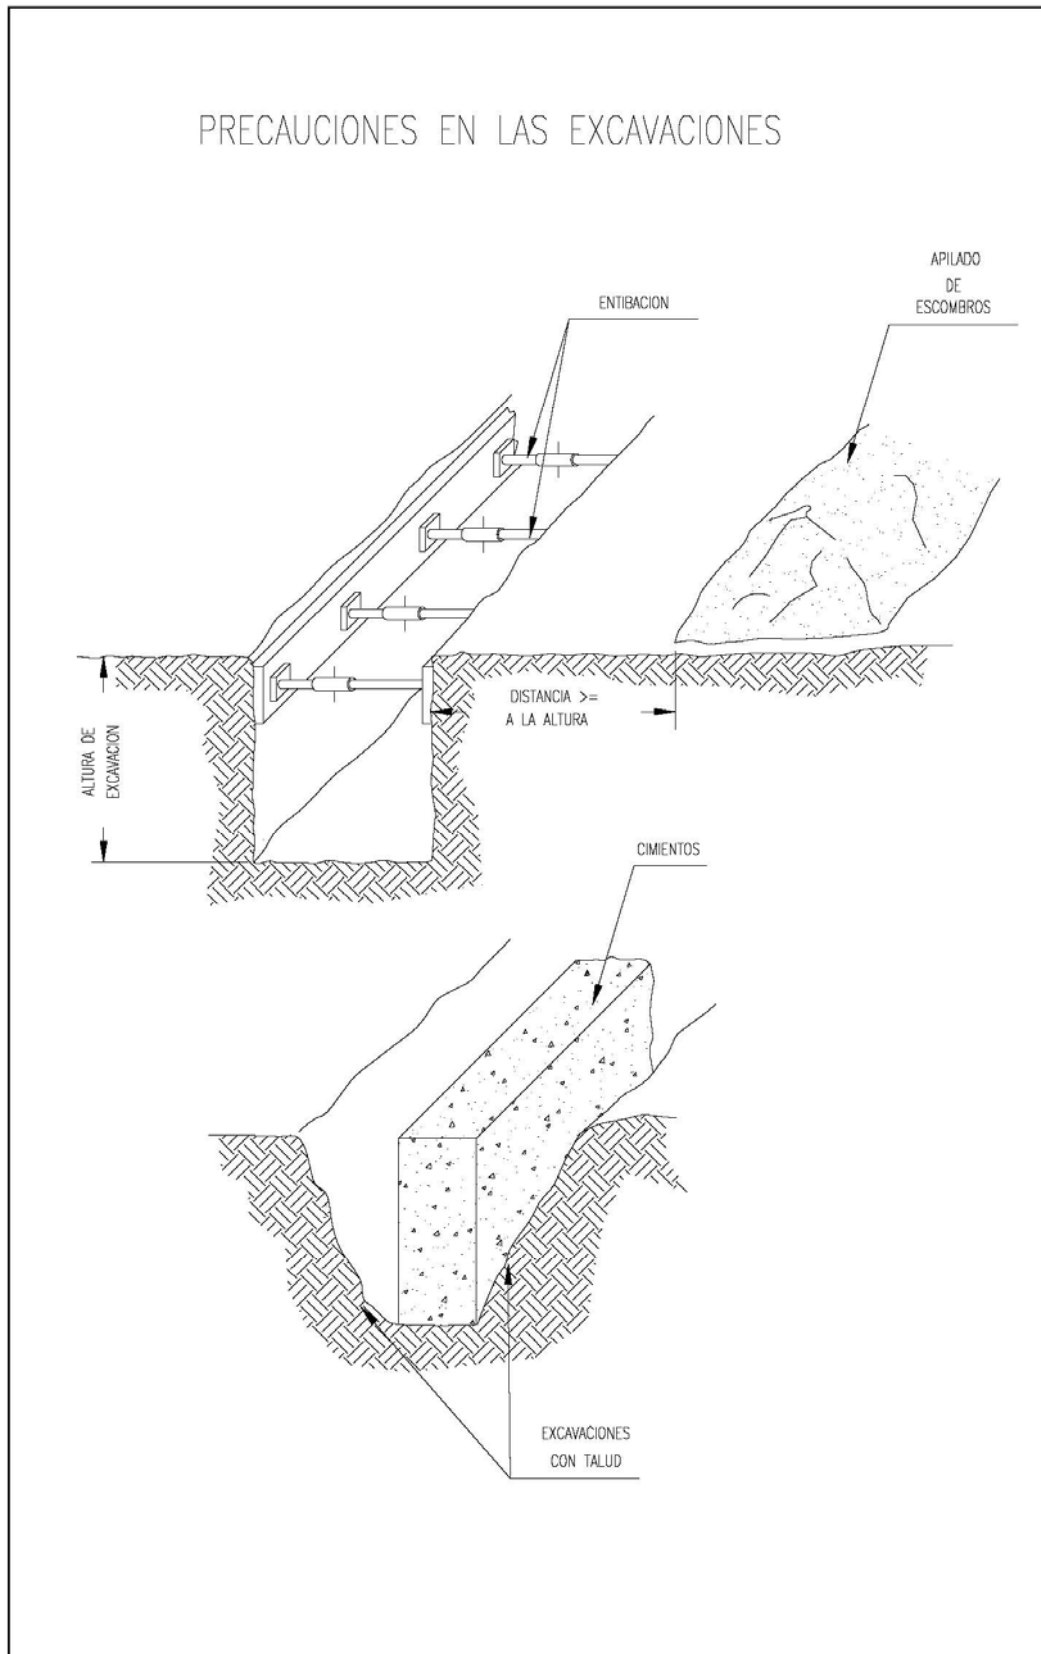 PRECAUCIONES EN LAS EXCAVACIONES
APILADO
DE
ESCOMBROS
ENTIBACION
DISTANCIA >=
A LA ALTURA
ALTURA DE
EXCAVACION
CIMIENTOS
EXCAVACIONES
CON TALUD